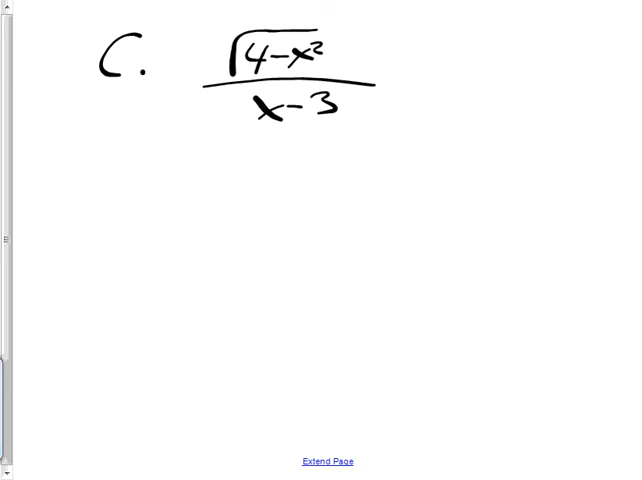 C. √4-x²
x-3
Extend Page